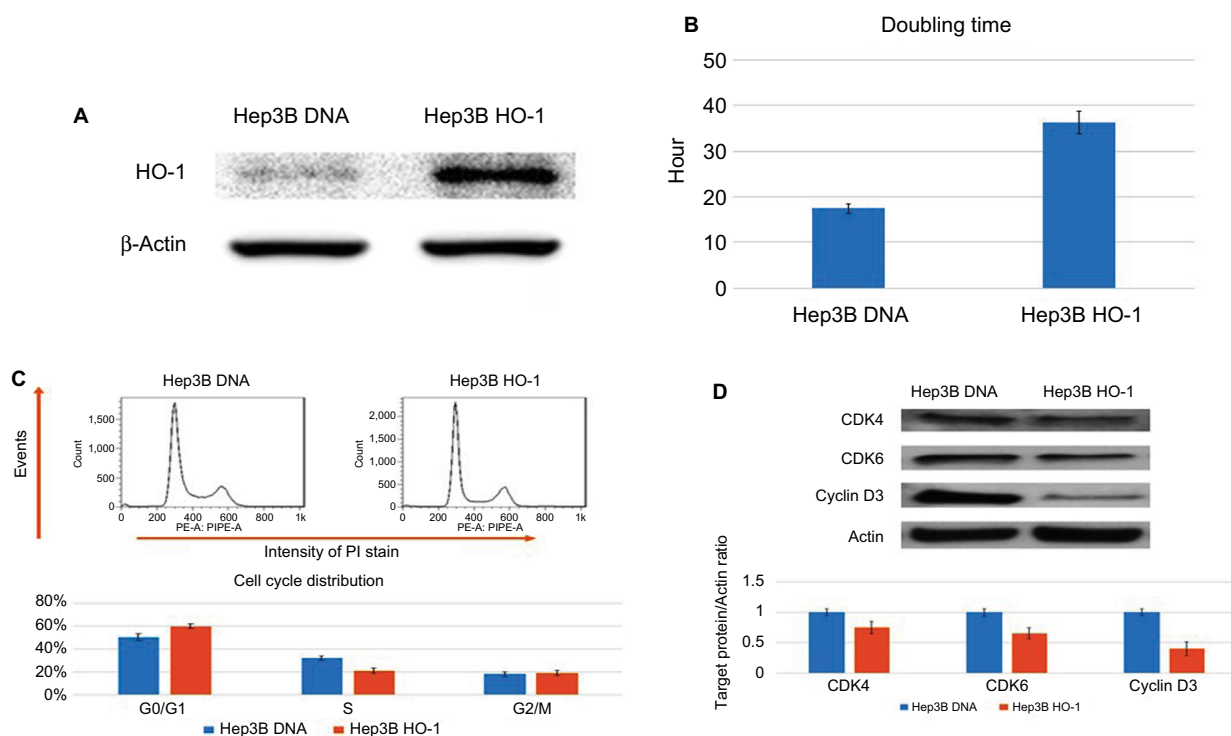 A
Hep3B DNA Hep3B HO-1
HO-1
β-Actin
B
Doubling time
Hour
50
40
30
20
10
0
Hep3B DNA Hep3B HO-1
C
Events
Hep3B DNA
Count
1,500
1,000
500
0
0 200 400 600 800 1k
PE-A: PIPE-A
Hep3B HO-1
Count
2,000
1,500
1,000
500
0
0 200 400 600 800 1k
PE-A: PIPE-A
Intensity of PI stain
Cell cycle distribution
80%
60%
40%
20%
0%
G0/G1 S G2/M
Hep3B DNA Hep3B HO-1
D
Hep3B DNA Hep3B HO-1
CDK4
CDK6
Cyclin D3
Actin
Target protein/Actin ratio
1.5
1
0.5
0
CDK4 CDK6 Cyclin D3
Hep3B DNA Hep3B HO-1